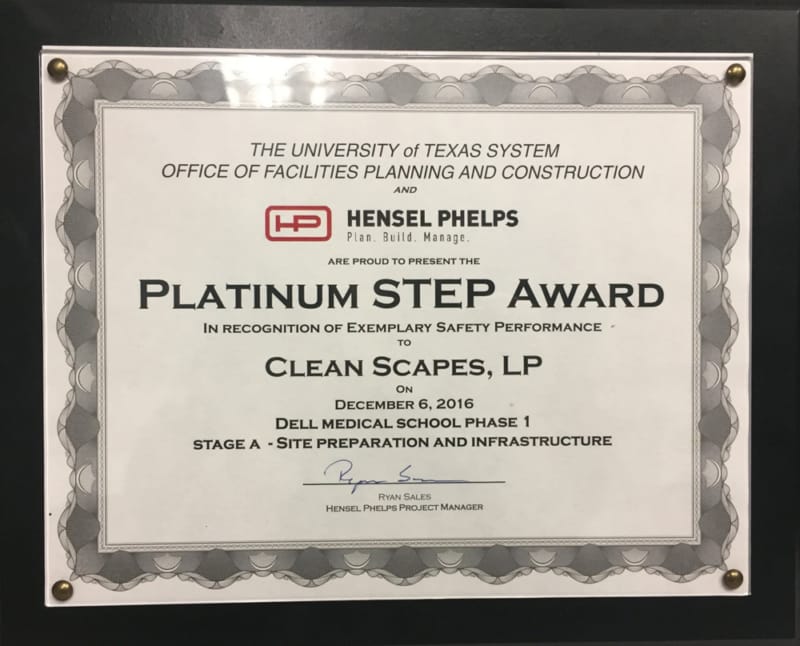 THE UNIVERSITY of TEXAS SYSTEM
OFFICE OF FACILITIES PLANNING AND CONSTRUCTION
AND
HP HENSEL PHELPS
Plan. Build. Manage.
ARE PROUD TO PRESENT THE
PLATINUM STEP AWARD
IN RECOGNITION OF EXEMPLARY SAFETY PERFORMANCE
TO
CLEAN SCAPES, LP
ON
DECEMBER 6, 2016
DELL MEDICAL SCHOOL PHASE 1
STAGE A - SITE PREPARATION AND INFRASTRUCTURE
RYAN SALES
HENSEL PHELPS PROJECT MANAGER